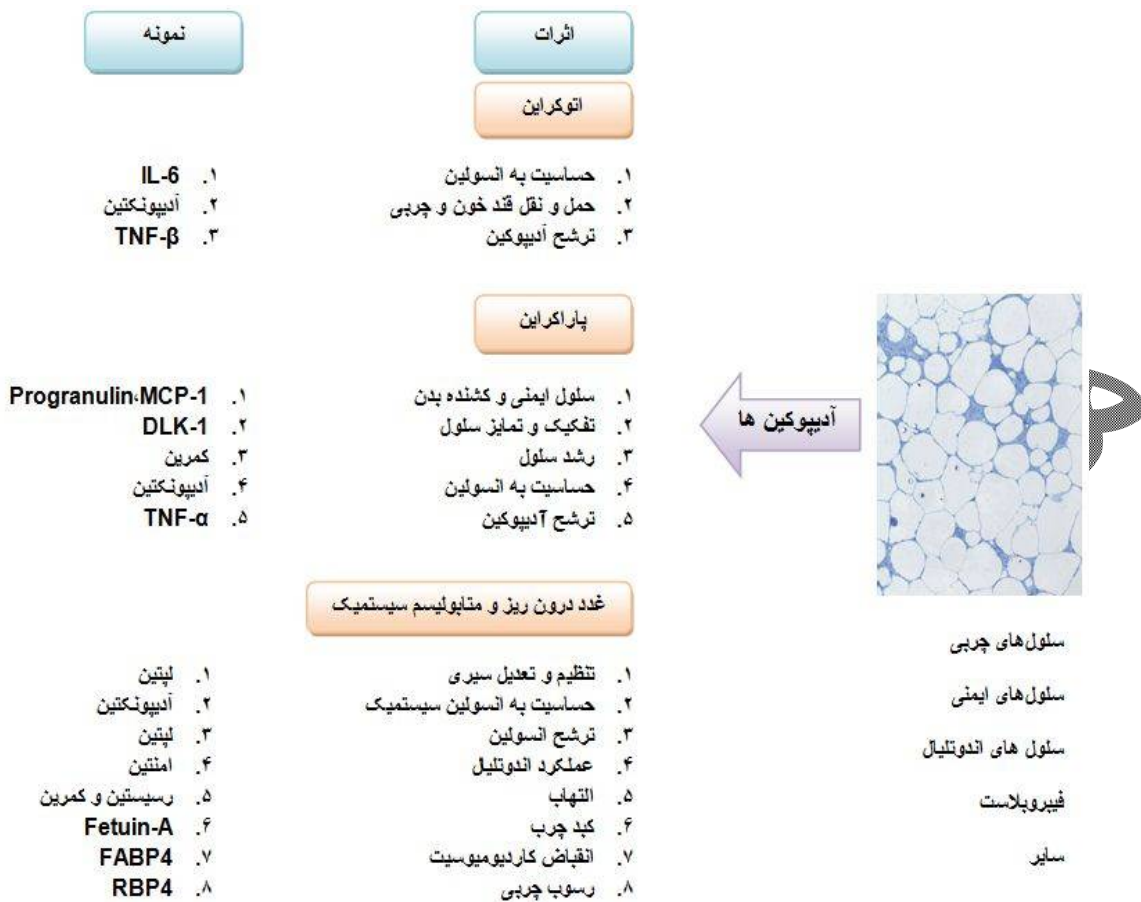 اثرات
نمونه
اتوکراین
۱. حساسیت به انسولین
۲. حمل و نقل قند خون و چربی
۳. ترشح آدیپوکین
۱. IL-6
۲. آدیپونکتین
۳. TNF-β
پاراکراین
۱. سلول ایمنی و کشنده بدن
۲. تفکیک و تمایز سلول
۳. رشد سلول
۴. حساسیت به انسولین
۵. ترشح آدیپوکین
۱. Progranulin،MCP-1
۲. DLK-1
۳. کمرین
۴. آدیپونکتین
۵. TNF-α
آدیپوکین ها
غدد درون ریز و متابولیسم سیستمیک
۱. تنظیم و تعدیل سیری
۲. حساسیت به انسولین سیستمیک
۳. ترشح انسولین
۴. عملکرد اندوتلیال
۵. التهاب
۶. کبد چرب
۷. انقباض کاردیومیوسیت
۸. رسوب چربی
۱. لپتین
۲. آدیپونکتین
۳. لپتین
۴. امنتین
۵. رسیستین و کمرین
۶. Fetuin-A
۷. FABP4
۸. RBP4
سلول‌های چربی
سلول‌های ایمنی
سلول های اندوتلیال
فیبروبلاست
سایر